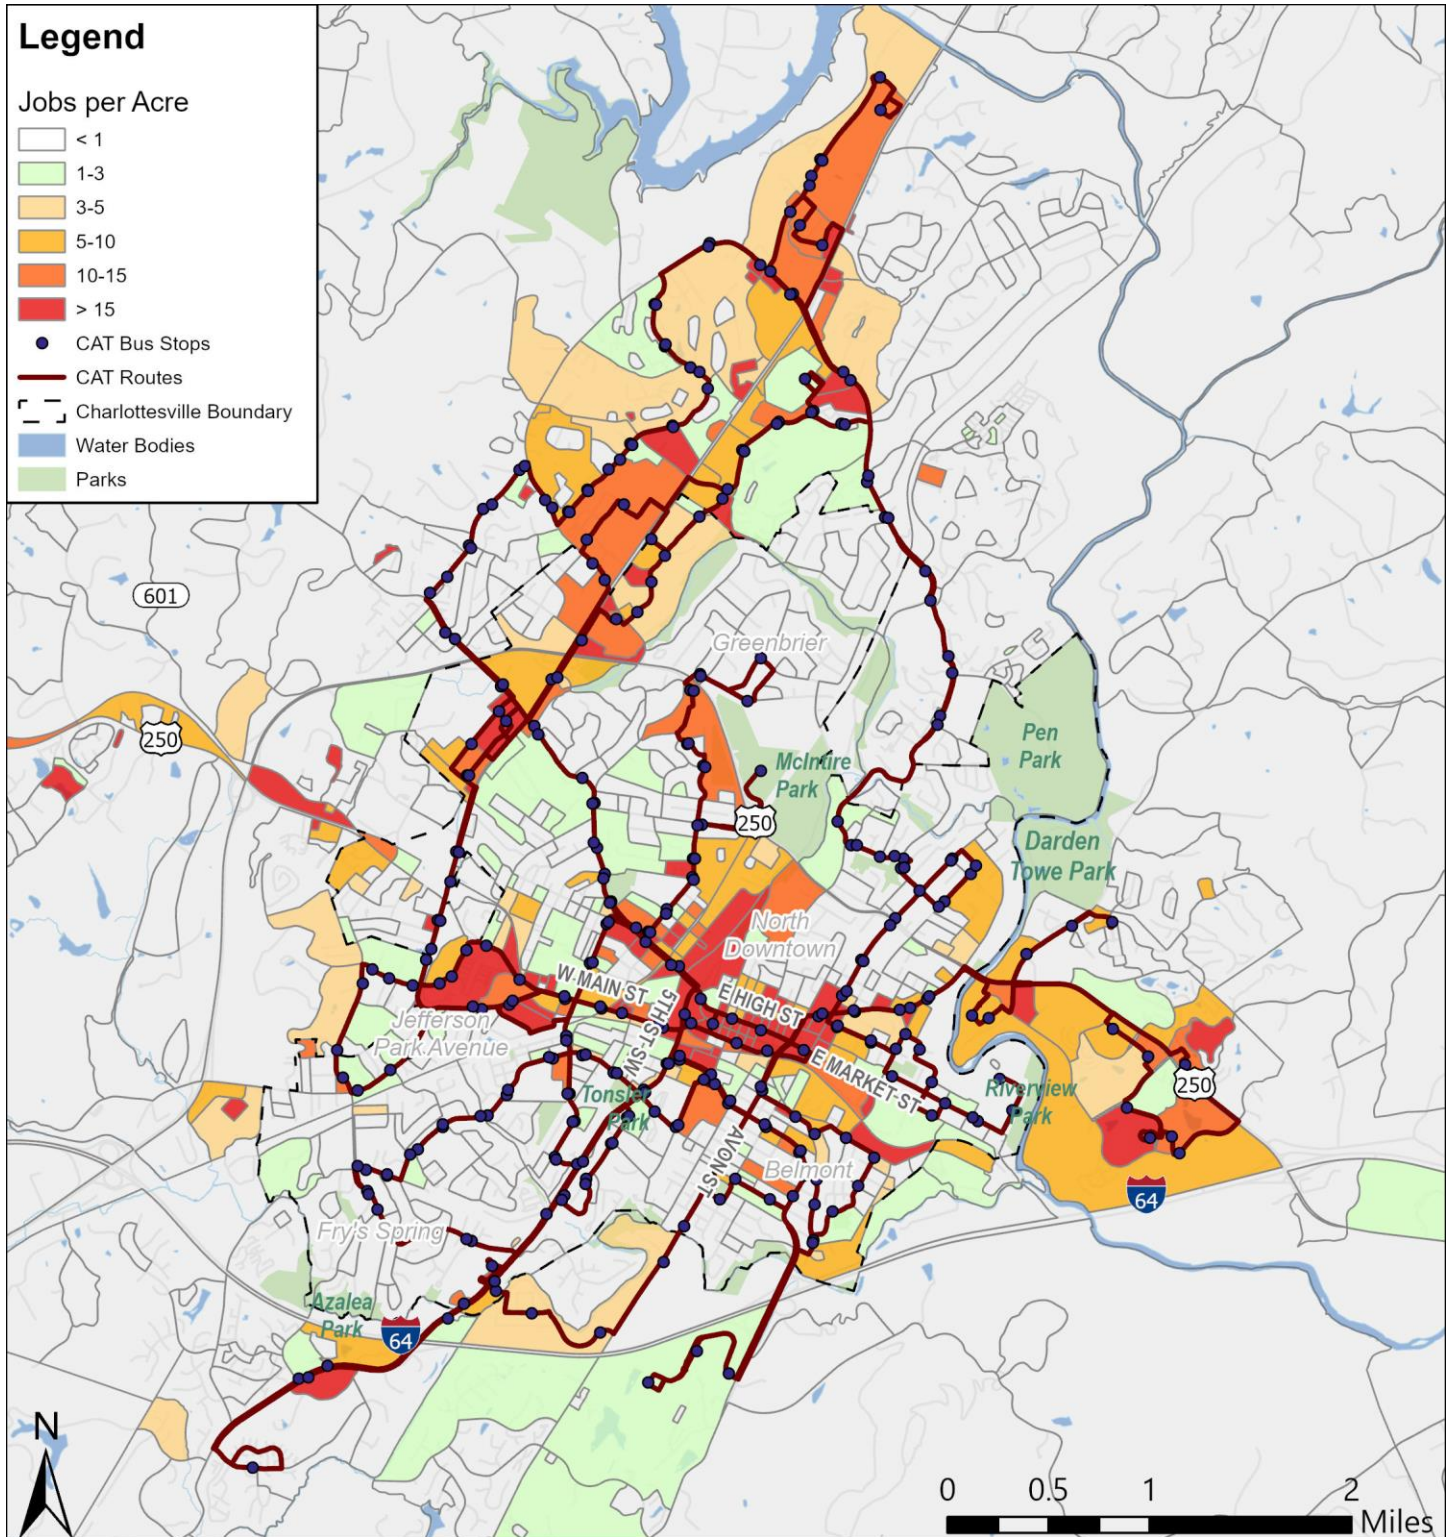 Legend
Jobs per Acre
< 1
1-3
3-5
5-10
10-15
> 15
CAT Bus Stops
CAT Routes
Charlottesville Boundary
Water Bodies
Parks
601
250
Greenbrier
McIntire
Park
250
Pen
Park
Darden
Towe Park
North
Downtown
W MAIN ST
E HIGH ST
5TH ST-SW
Jefferson
Park Avenue
E MARKET-ST
Tonsler
Park
Riverview
Park
250
AVON ST
Belmont
64
Fry's Spring
Azalea
Park
64
N
0 0.5 1 2
Miles